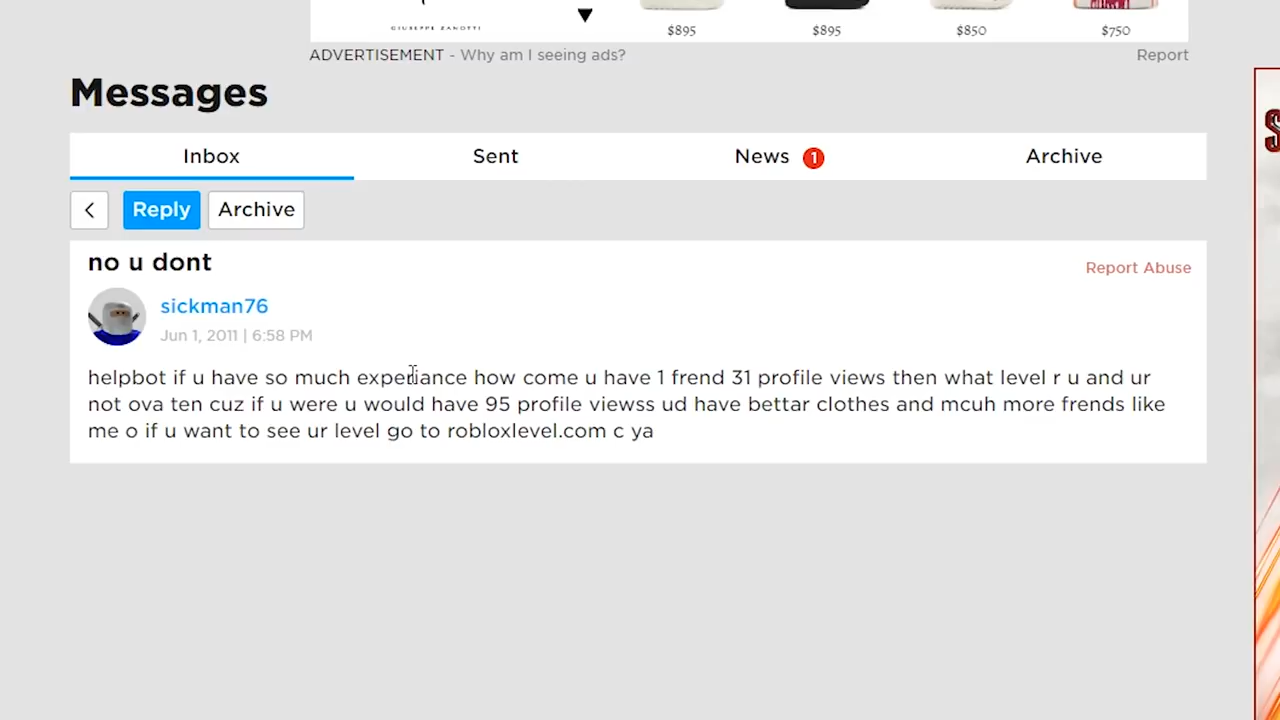 GIUSEPPE ZANOTTI
$895 $895 $850 $750
ADVERTISEMENT - Why am I seeing ads? Report
Messages
Inbox Sent News 1 Archive
< Reply Archive
no u dont
Report Abuse
sickman76
Jun 1, 2011 | 6:58 PM
helpbot if u have so much experiance how come u have 1 frend 31 profile views then what level r u and ur
not ova ten cuz if u were u would have 95 profile viewss ud have bettar clothes and mcuh more frends like
me o if u want to see ur level go to robloxlevel.com c ya